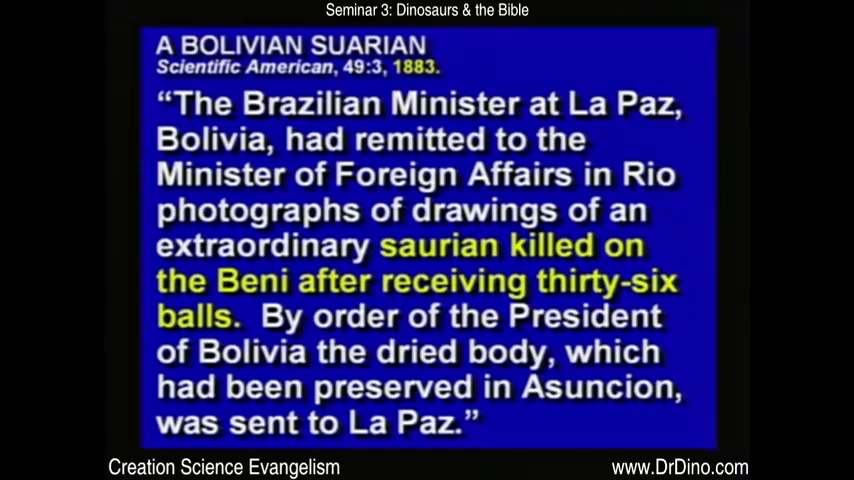 Seminar 3: Dinosaurs & the Bible
A BOLIVIAN SUARIAN
Scientific American, 49:3, 1883.
“The Brazilian Minister at La Paz,
Bolivia, had remitted to the
Minister of Foreign Affairs in Rio
photographs of drawings of an
extraordinary saurian killed on
the Beni after receiving thirty-six
balls. By order of the President
of Bolivia the dried body, which
had been preserved in Asuncion,
was sent to La Paz.”
Creation Science Evangelism
www.DrDino.com